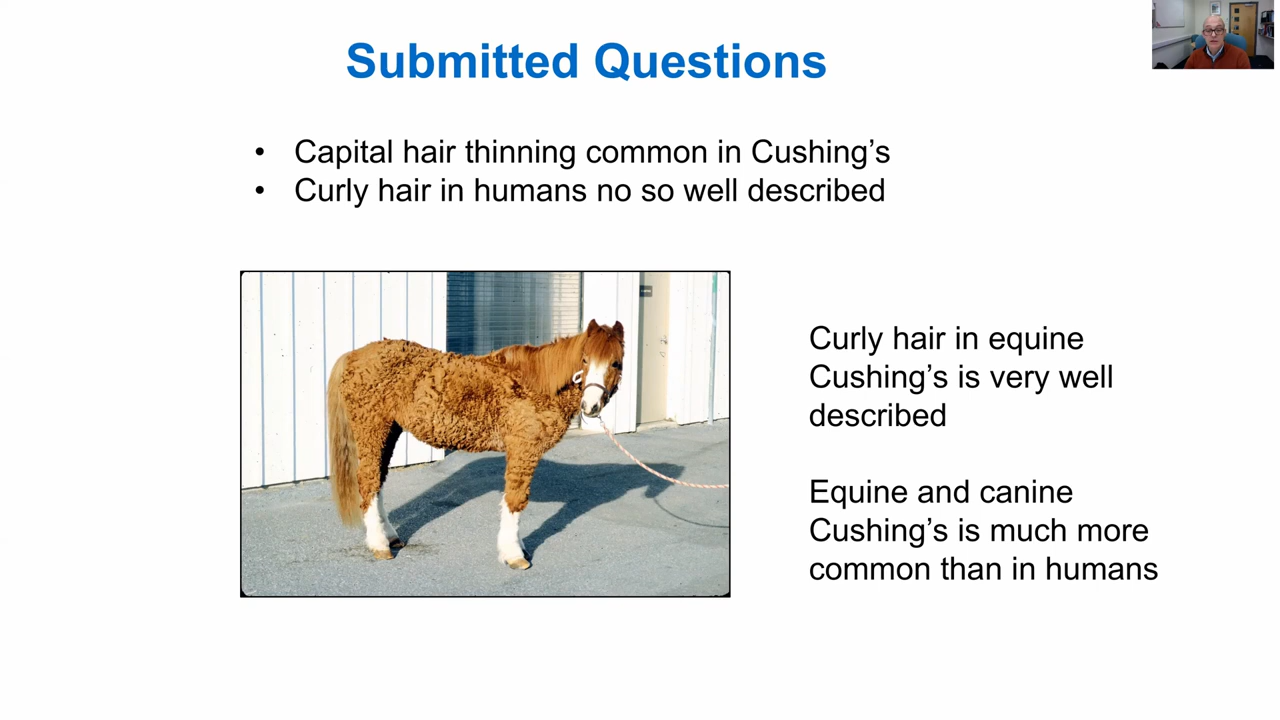 Submitted Questions
• Capital hair thinning common in Cushing's
• Curly hair in humans no so well described
Curly hair in equine
Cushing's is very well
described
Equine and canine
Cushing's is much more
common than in humans